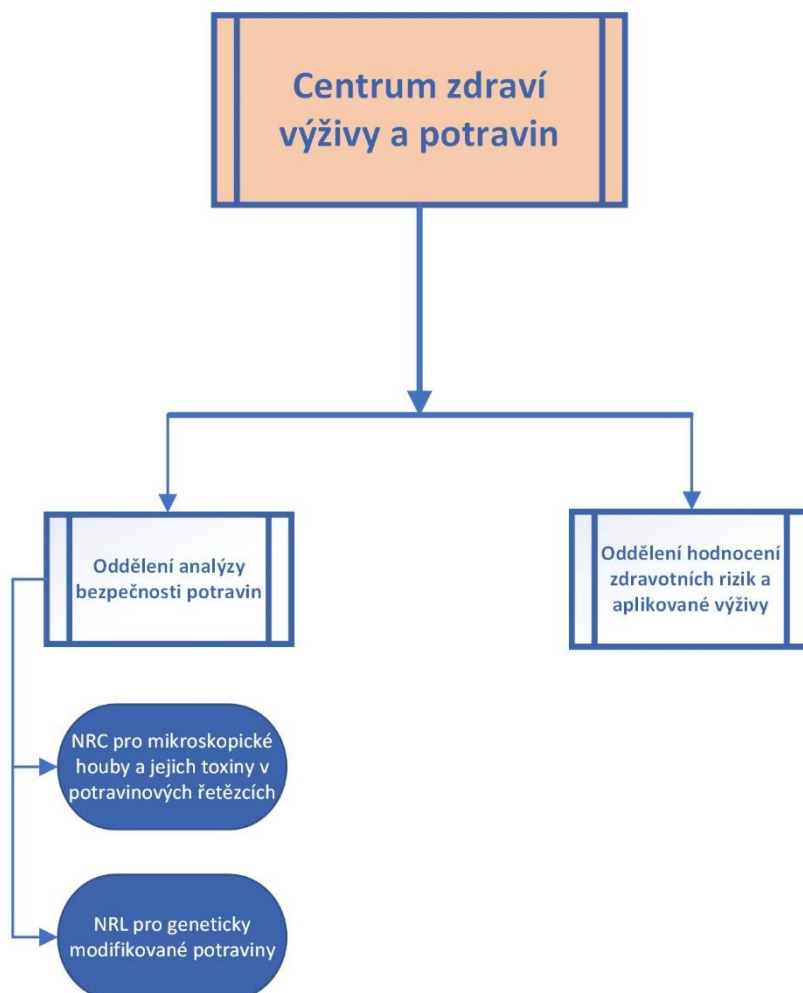 Centrum zdraví
výživy a potravin
Oddělení analýzy
bezpečnosti potravin
Oddělení hodnocení
zdravotních rizik a
aplikované výživy
NRC pro mikroskopické
houby a jejich toxiny v
potravinových řetězcích
NRL pro geneticky
modifikované potraviny